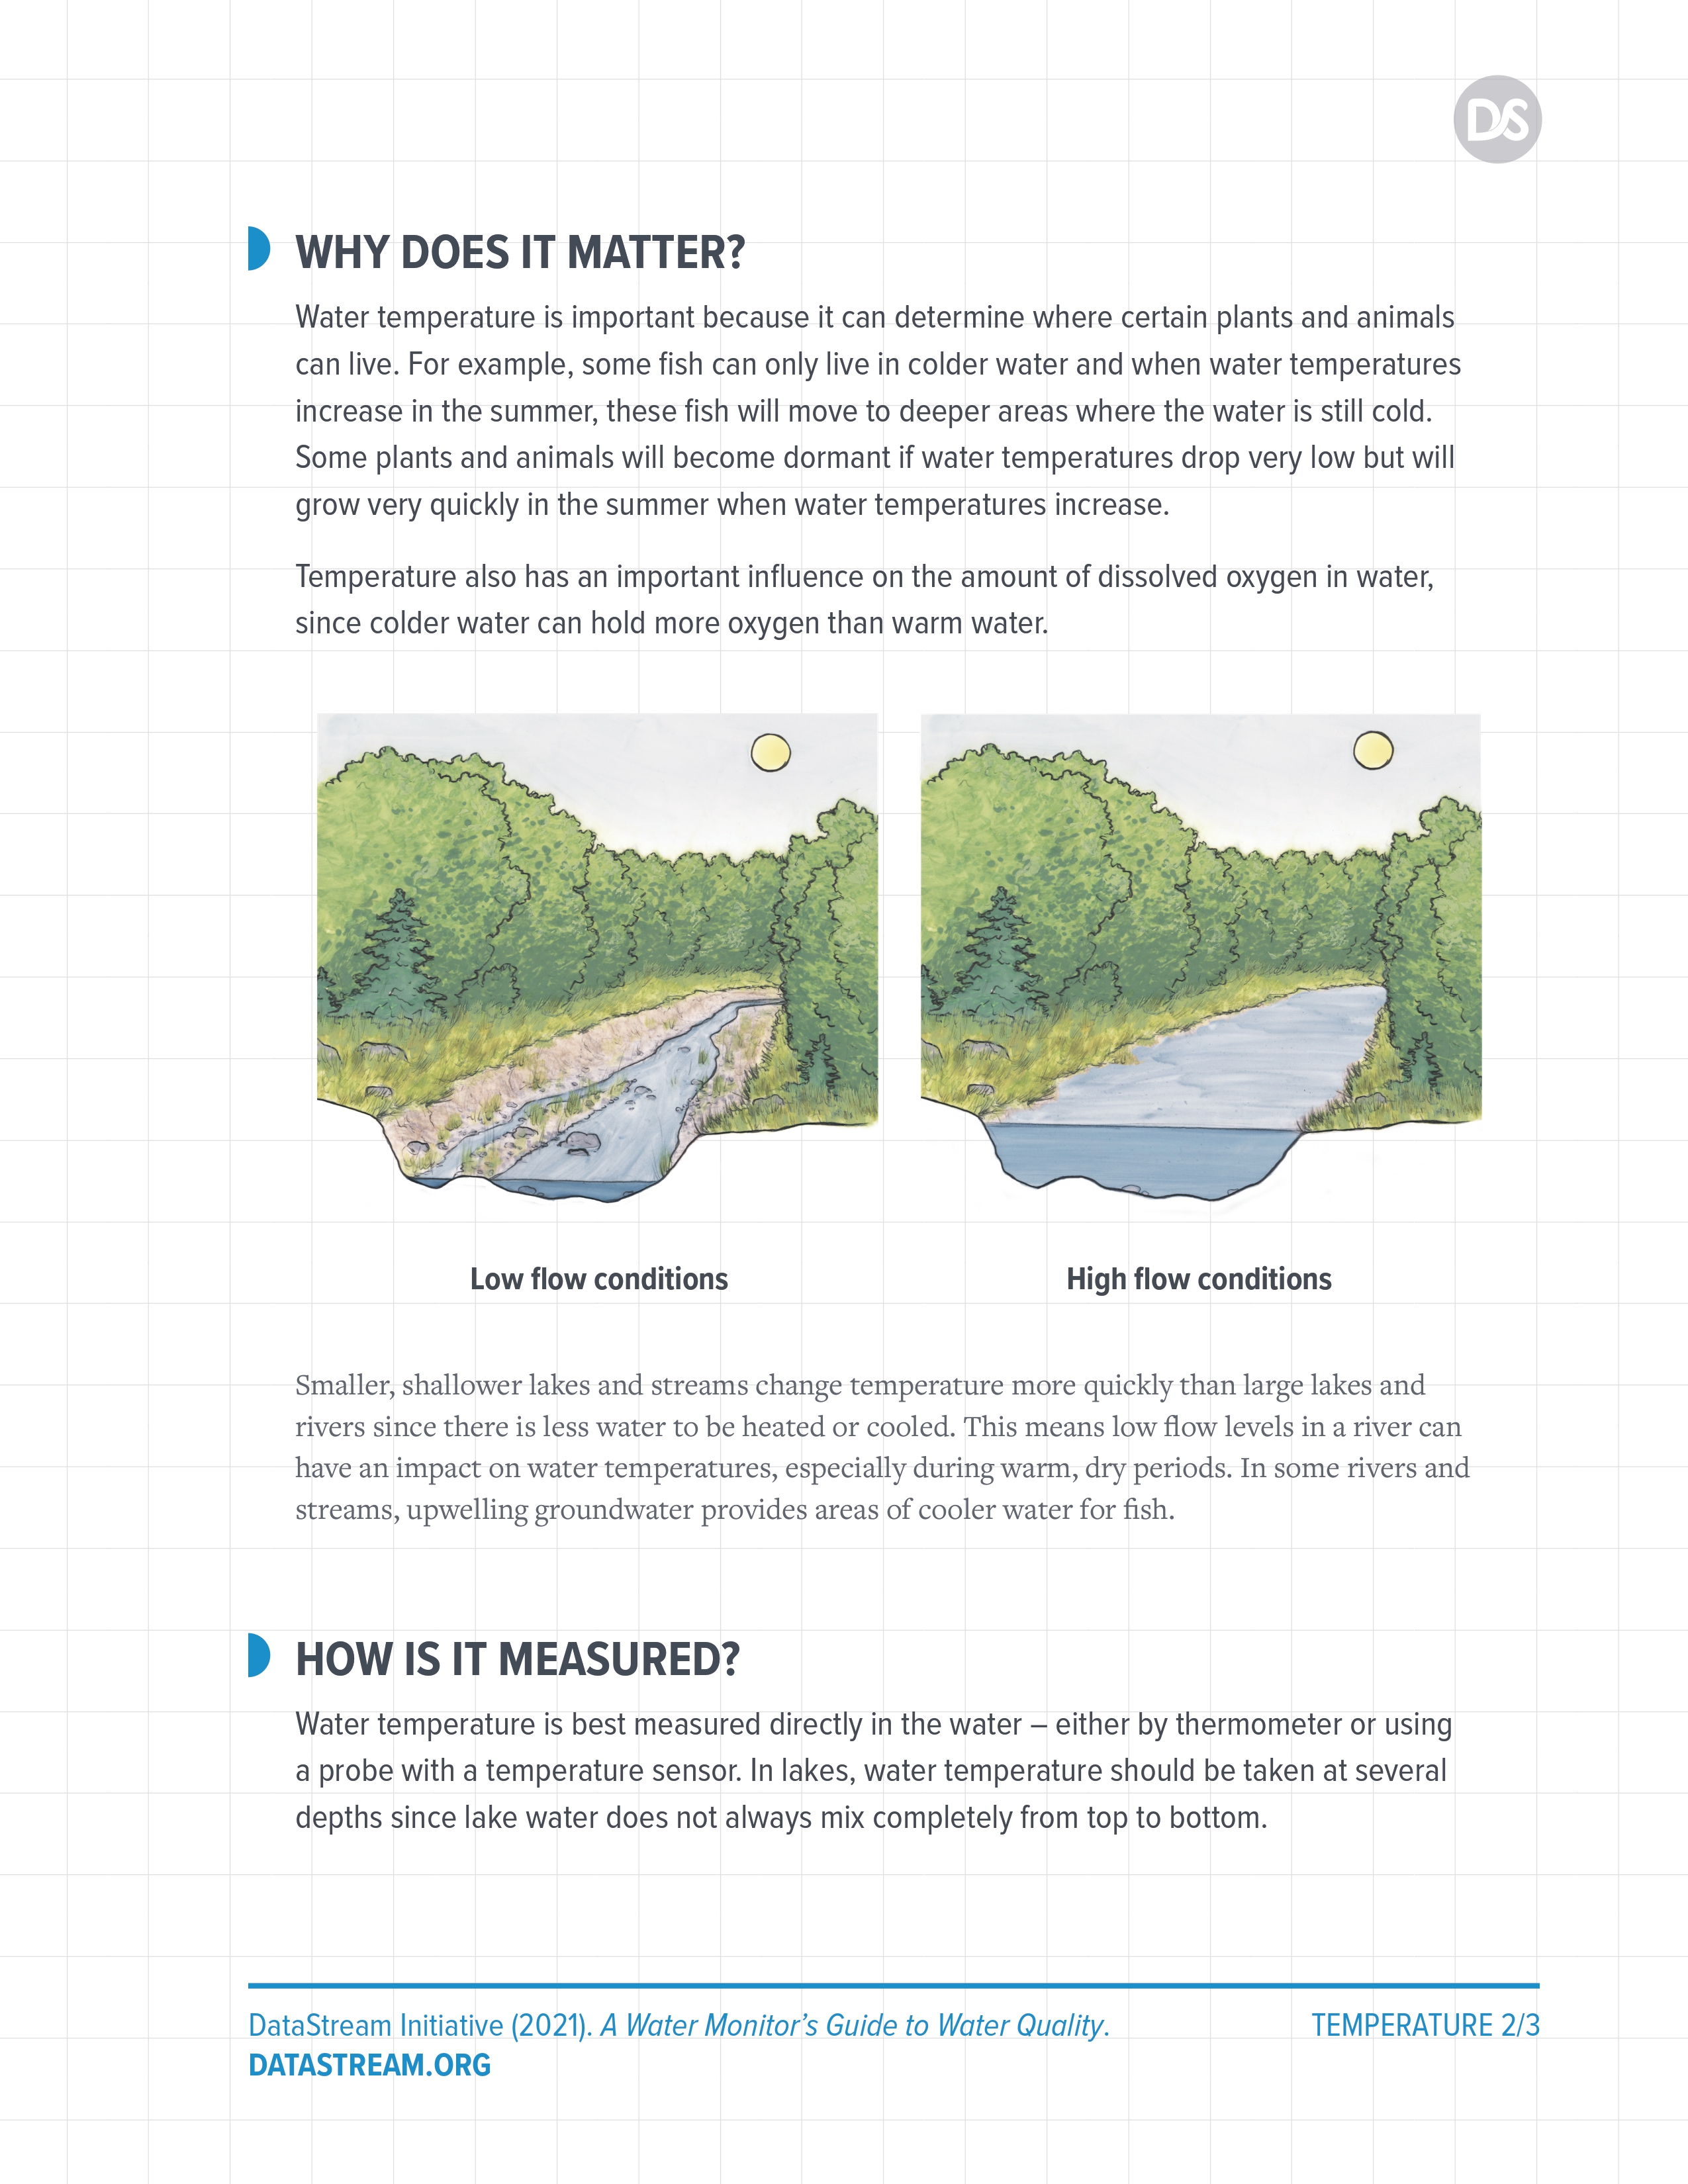 DS
WHY DOES IT MATTER?
Water temperature is important because it can determine where certain plants and animals
can live. For example, some fish can only live in colder water and when water temperatures
increase in the summer, these fish will move to deeper areas where the water is still cold.
Some plants and animals will become dormant if water temperatures drop very low but will
grow very quickly in the summer when water temperatures increase.
Temperature also has an important influence on the amount of dissolved oxygen in water,
since colder water can hold more oxygen than warm water.
Low flow conditions
High flow conditions
Smaller, shallower lakes and streams change temperature more quickly than large lakes and
rivers since there is less water to be heated or cooled. This means low flow levels in a river can
have an impact on water temperatures, especially during warm, dry periods. In some rivers and
streams, upwelling groundwater provides areas of cooler water for fish.
HOW IS IT MEASURED?
Water temperature is best measured directly in the water – either by thermometer or using
a probe with a temperature sensor. In lakes, water temperature should be taken at several
depths since lake water does not always mix completely from top to bottom.
DataStream Initiative (2021). A Water Monitor’s Guide to Water Quality.
TEMPERATURE 2/3
DATASTREAM.ORG